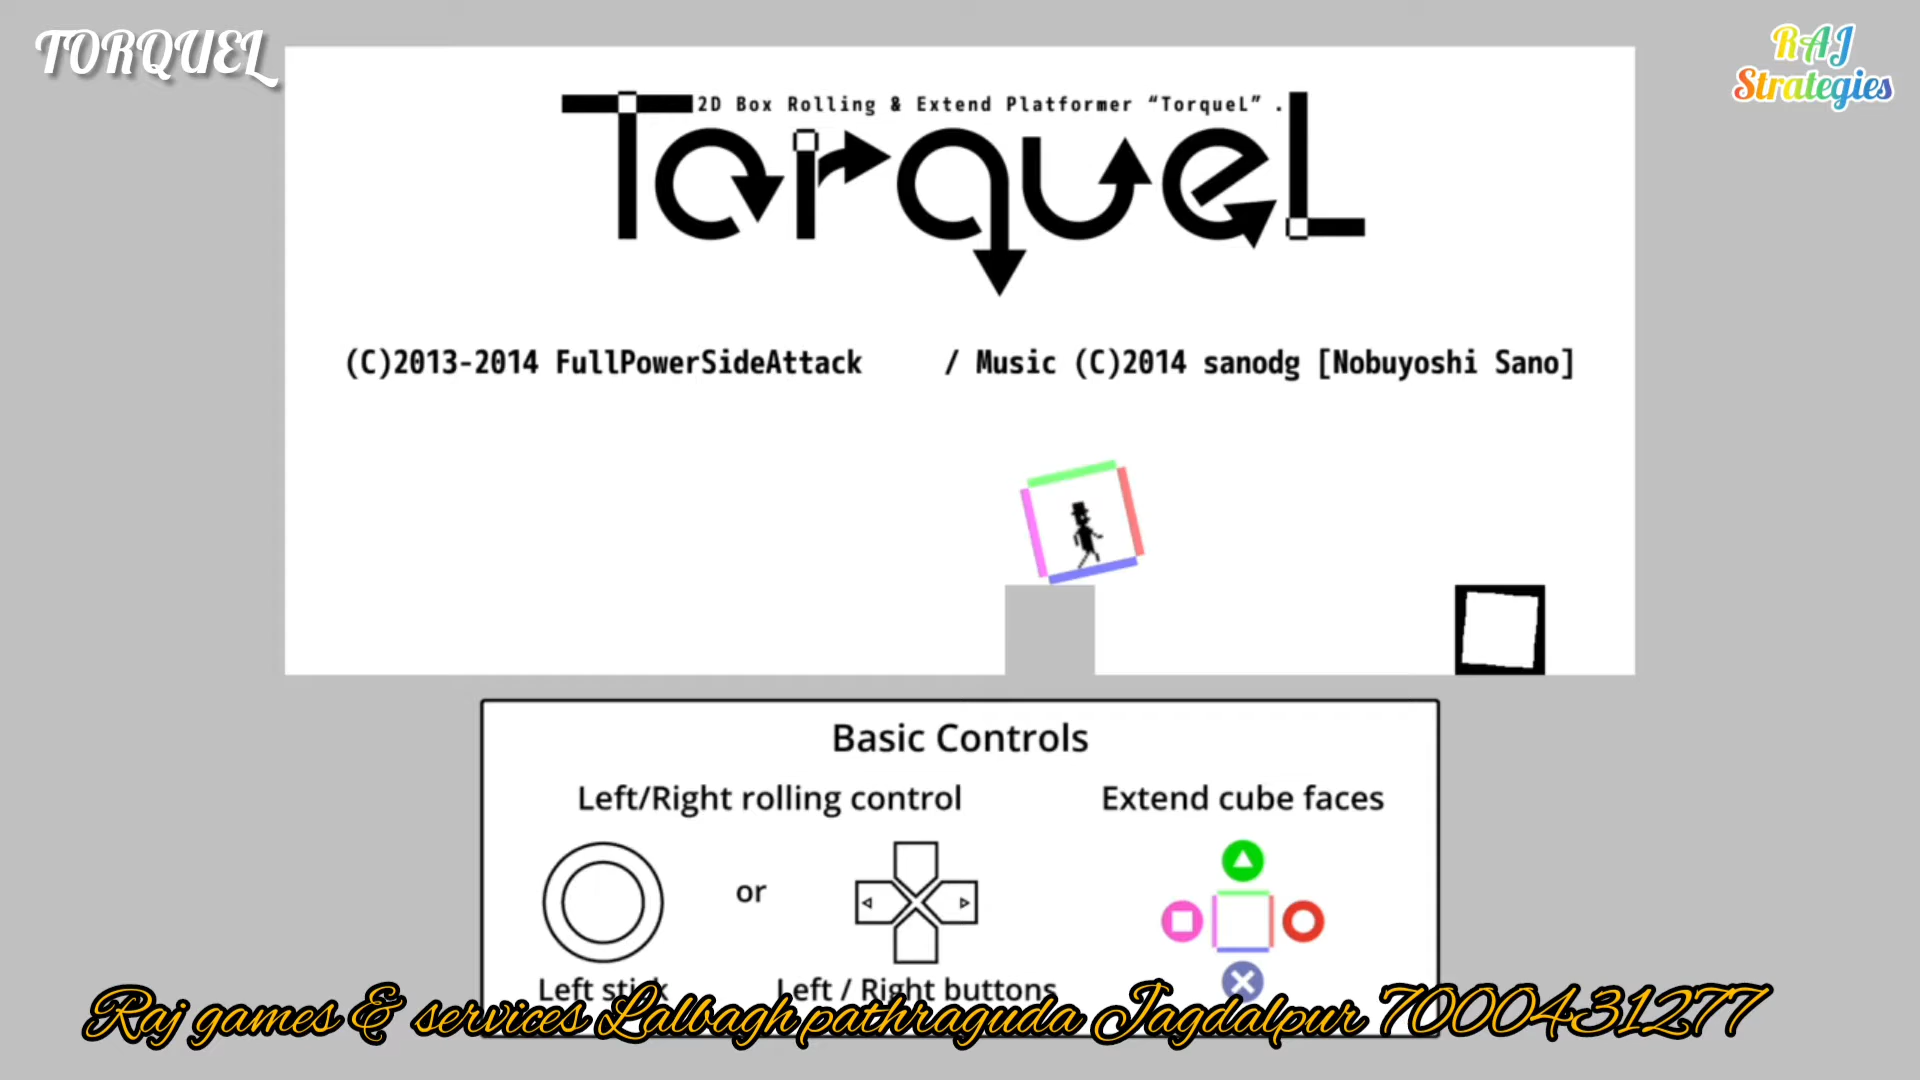 TORQUEL
RAJ
Strategies
2D Box Rolling & Extend Platformer “TorqueL” .
TorqueL
(C)2013-2014 FullPowerSideAttack / Music (C)2014 sanodg [Nobuyoshi Sano]
Basic Controls
Left/Right rolling control Extend cube faces
or
Left stick Left / Right buttons
Raj games & services Lalbagh pathraguda Jagdalpur 7000431277